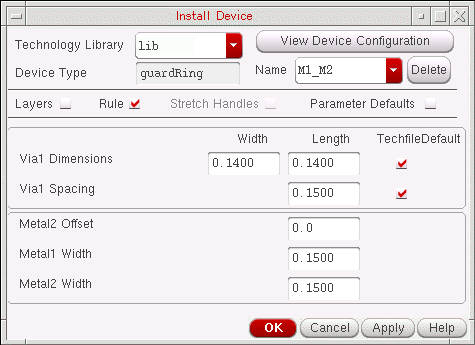 Install Device
Technology Library lib View Device Configuration
Device Type guardRing Name M1_M2 Delete
Layers Rule Stretch Handles Parameter Defaults
Width Length TechfileDefault
Via1 Dimensions 0.1400 0.1400
Via1 Spacing 0.1500
Metal2 Offset 0.0
Metal1 Width 0.1500
Metal2 Width 0.1500
OK Cancel Apply Help